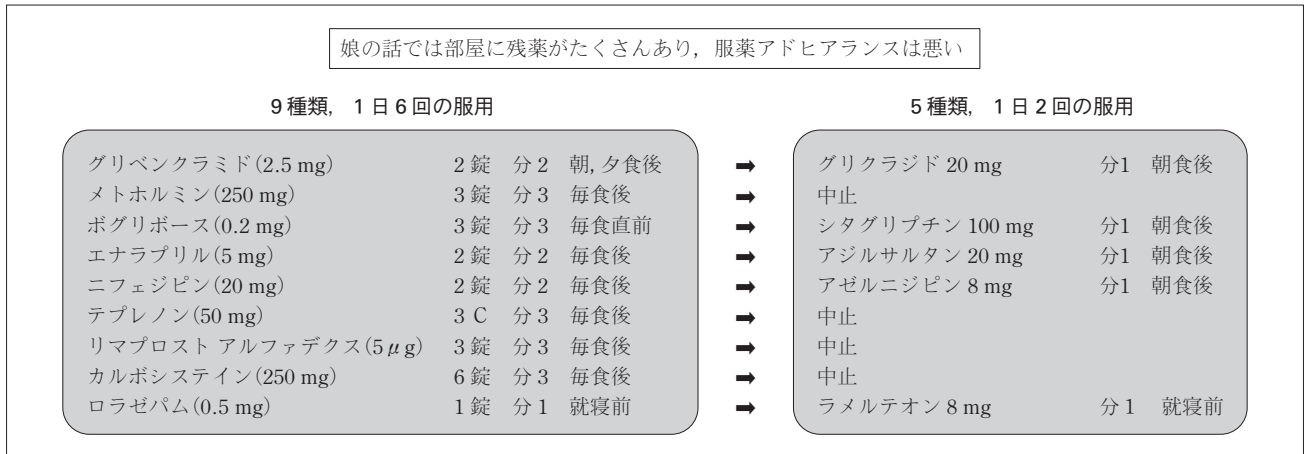 娘の話では部屋に残薬がたくさんあり，服薬アドヒアランスは悪い
9種類，1日6回の服用 5種類，1日2回の服用
グリベンクラミド(2.5 mg) 2錠 分2 朝，夕食後 ➡ グリクラジド 20 mg 分1 朝食後
メトホルミン(250 mg) 3錠 分3 毎食後 ➡ 中止
ボグリボース(0.2 mg) 3錠 分3 毎食直前 ➡ シタグリプチン 100 mg 分1 朝食後
エナラプリル(5 mg) 2錠 分2 毎食後 ➡ アジルサルタン 20 mg 分1 朝食後
ニフェジピン(20 mg) 2錠 分2 毎食後 ➡ アゼルニジピン 8 mg 分1 朝食後
テプレノン(50 mg) 3 C 分3 毎食後 ➡ 中止
リマプロスト アルファデクス(5μg) 3錠 分3 毎食後 ➡ 中止
カルボシステイン(250 mg) 6錠 分3 毎食後 ➡ 中止
ロラゼパム(0.5 mg) 1錠 分1 就寝前 ➡ ラメルテオン 8 mg 分1 就寝前